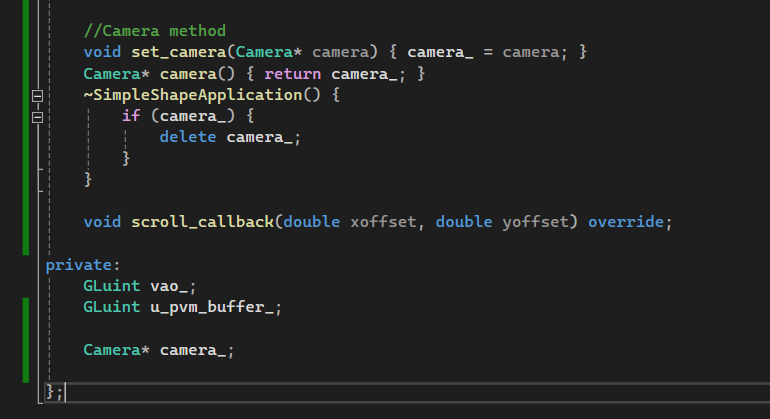 //Camera method
void set_camera(Camera* camera) { camera_ = camera; }
Camera* camera() { return camera_; }
~SimpleShapeApplication() {
if (camera_) {
delete camera_;
}
}
void scroll_callback(double xoffset, double yoffset) override;
private:
GLuint vao_;
GLuint u_pvm_buffer_;
Camera* camera_;
};